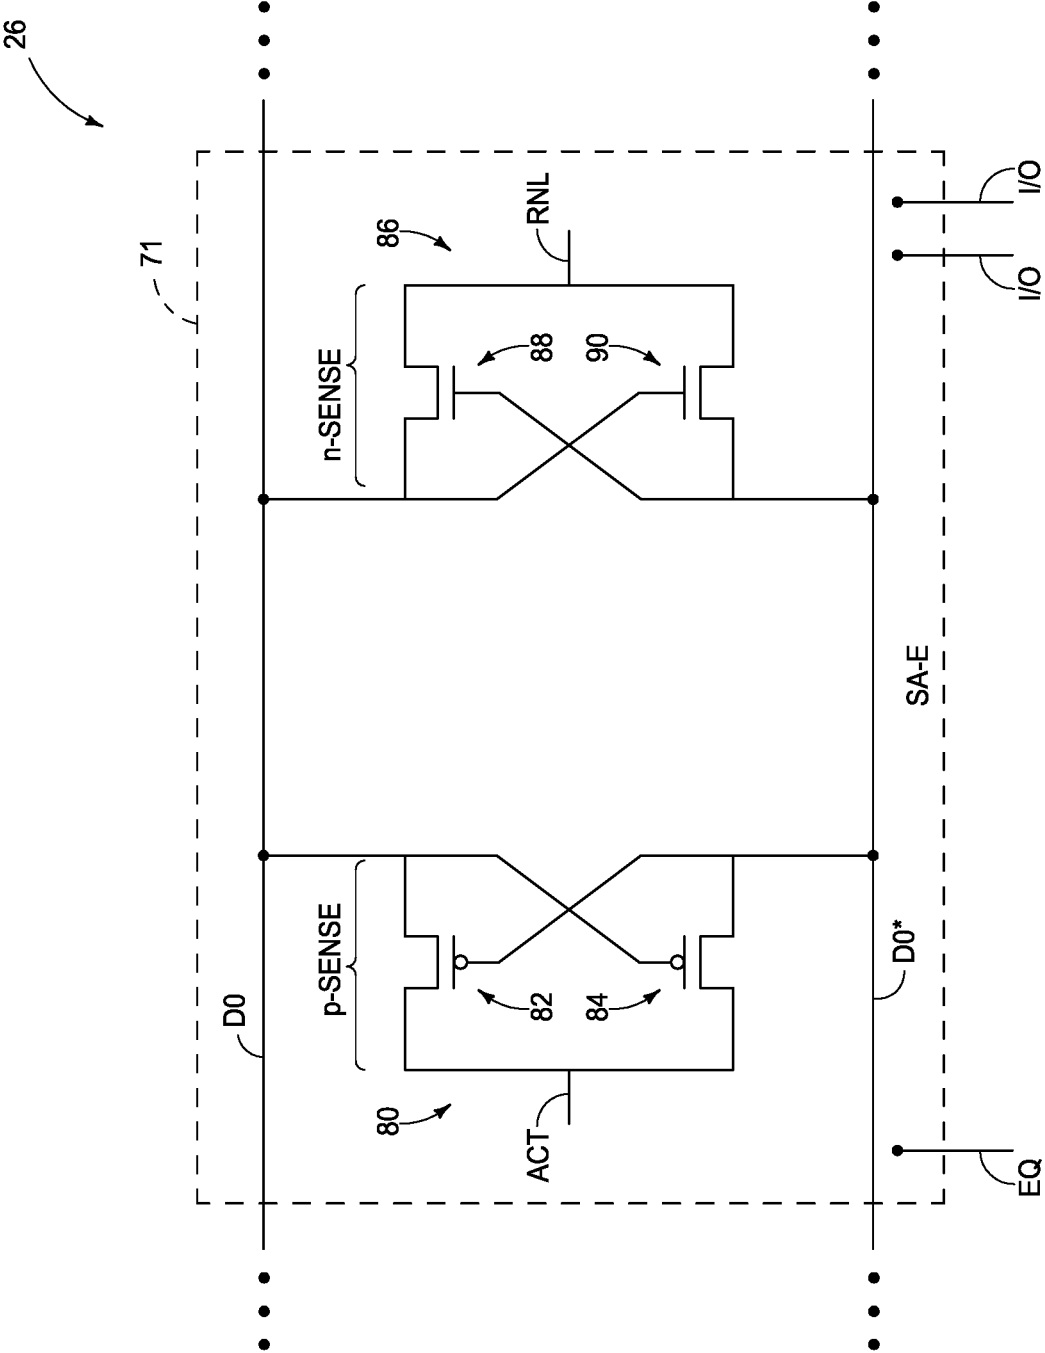 26
71
D0
D0*
p-SENSE
80
82
84
ACT
n-SENSE
86
88
90
RNL
SA-E
EQ
I/O
I/O